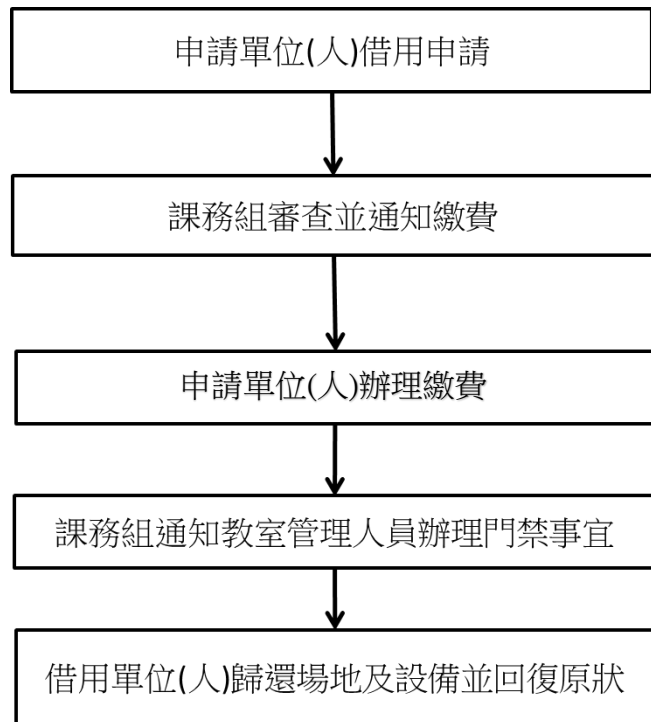 申請單位(人)借用申請
課務組審查並通知繳費
申請單位(人)辦理繳費
課務組通知教室管理人員辦理門禁事宜
借用單位(人)歸還場地及設備並回復原狀